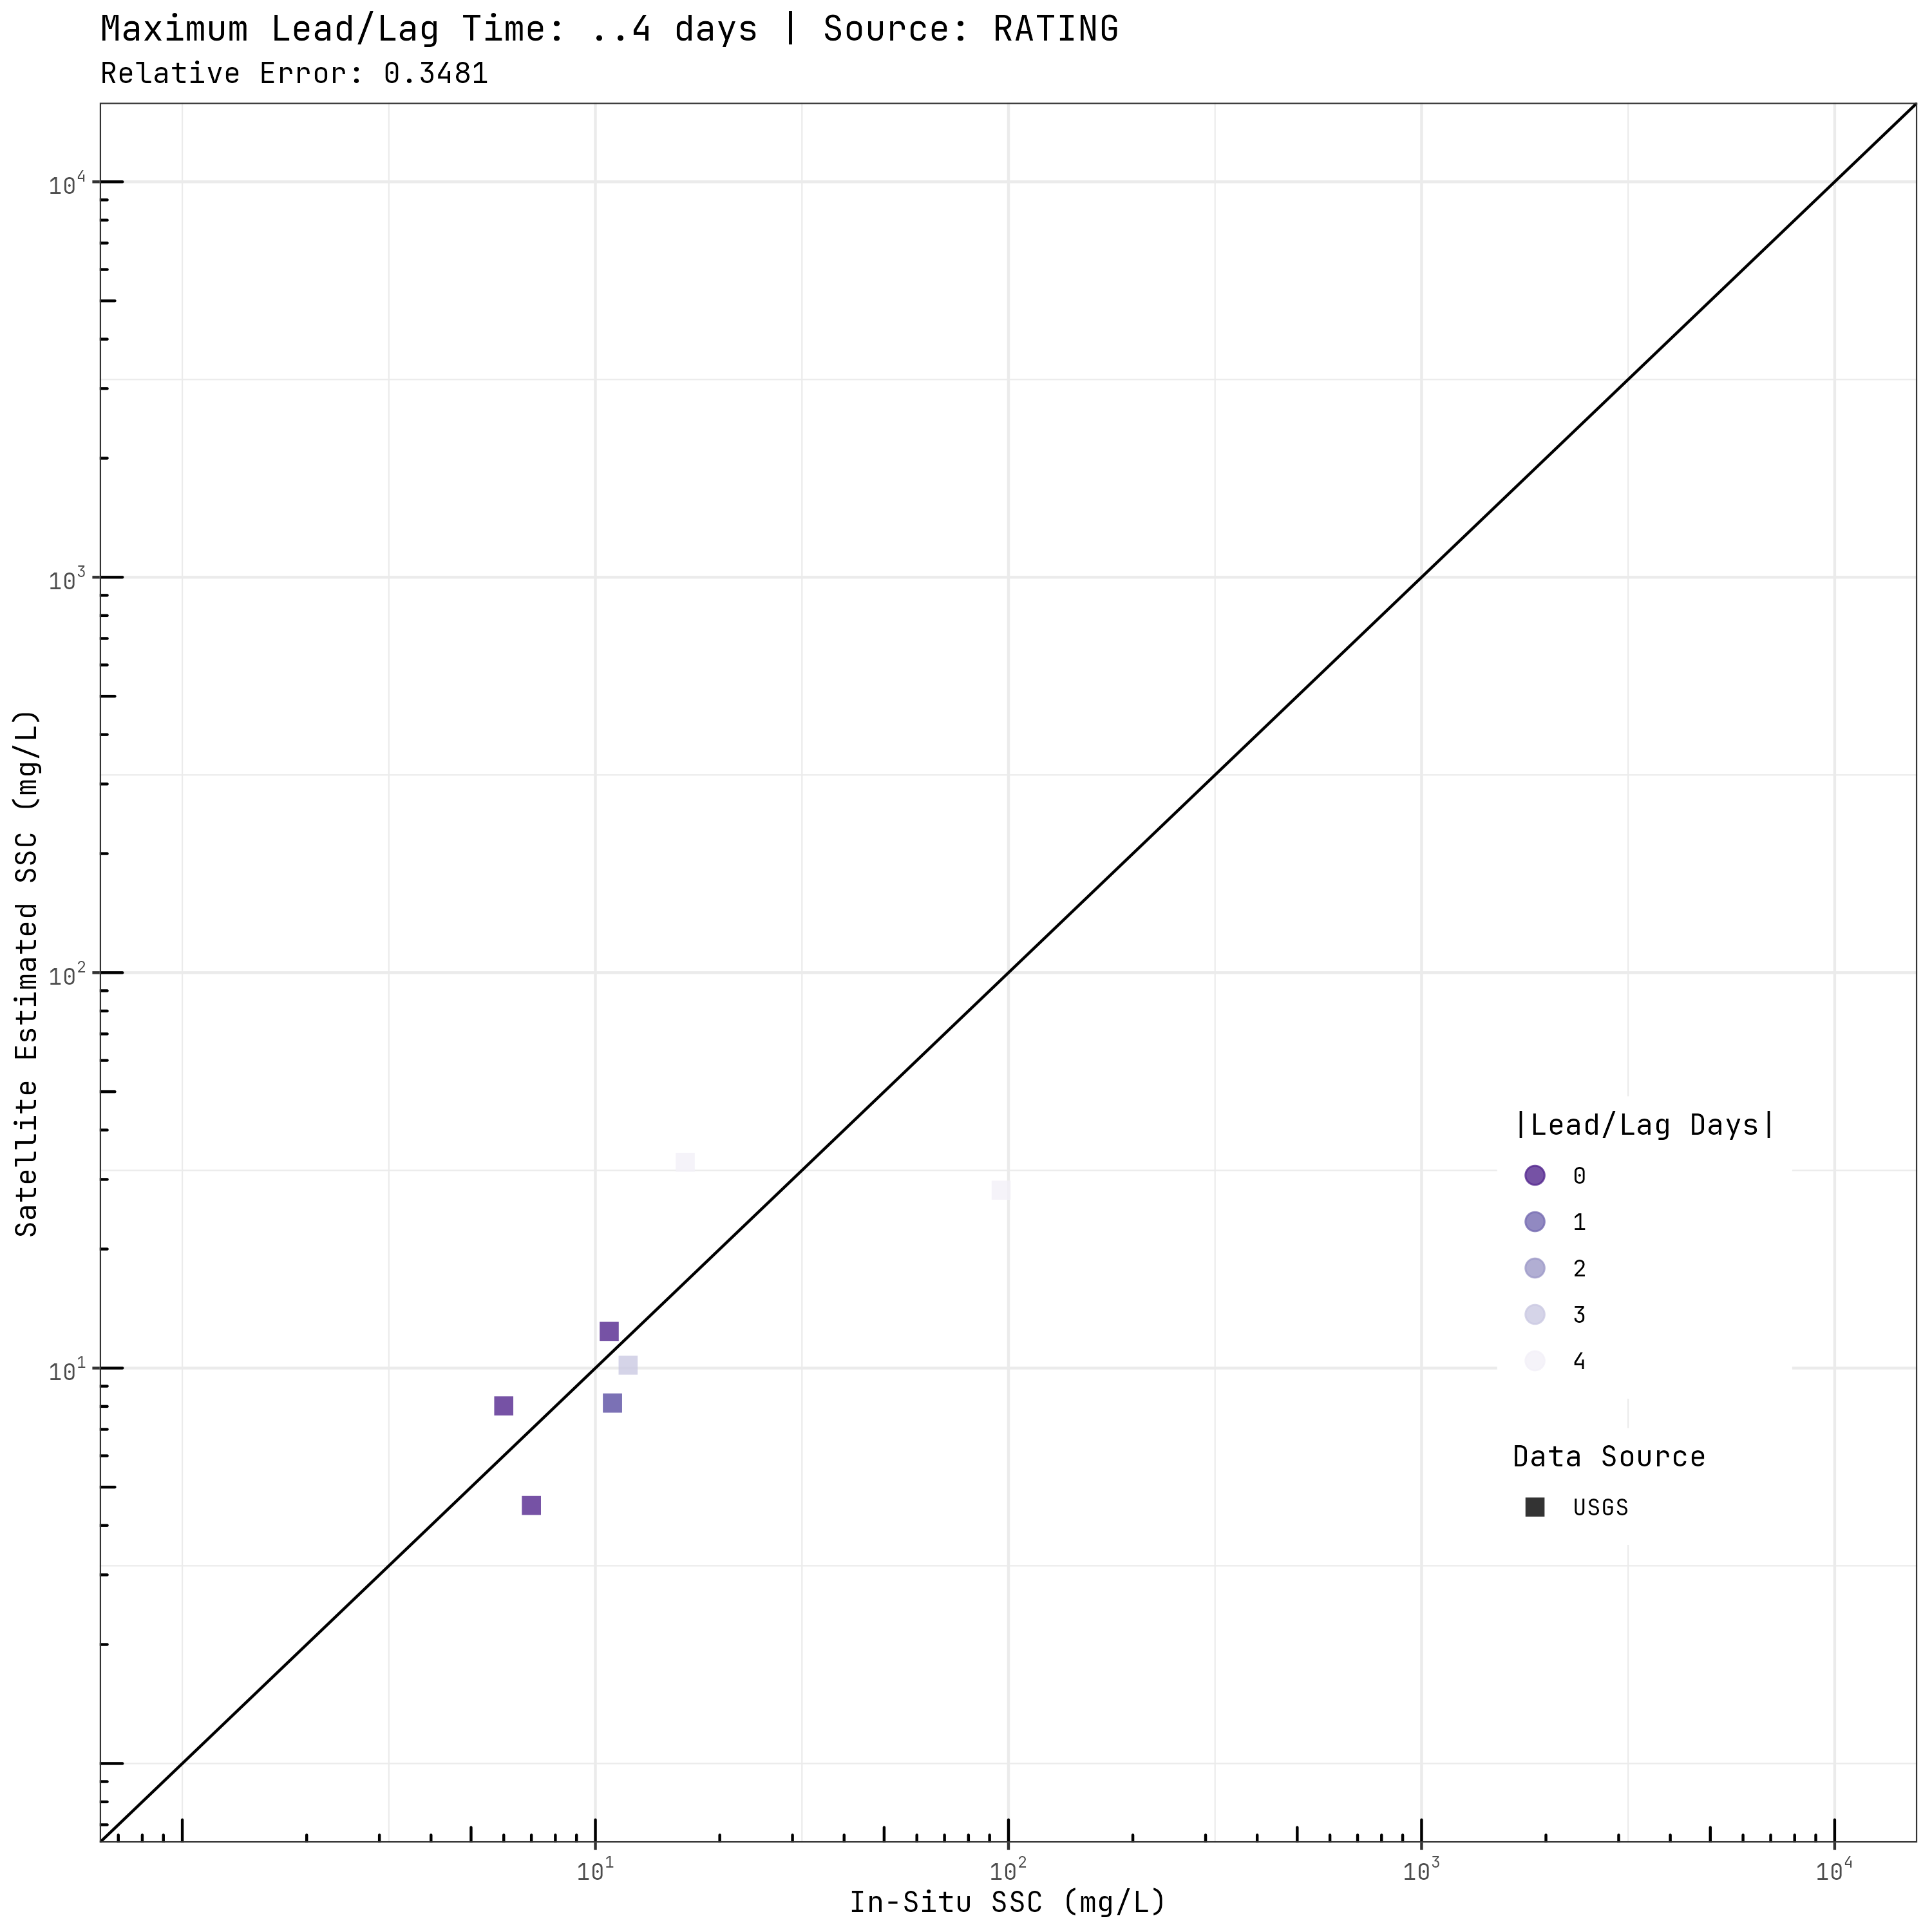 Maximum Lead/Lag Time: ..4 days | Source: RATING
Relative Error: 0.3481
10⁴
10³
10²
10¹
Satellite Estimated SSC (mg/L)
|Lead/Lag Days|
0
1
2
3
4
Data Source
USGS
10¹ 10² 10³ 10⁴
In-Situ SSC (mg/L)